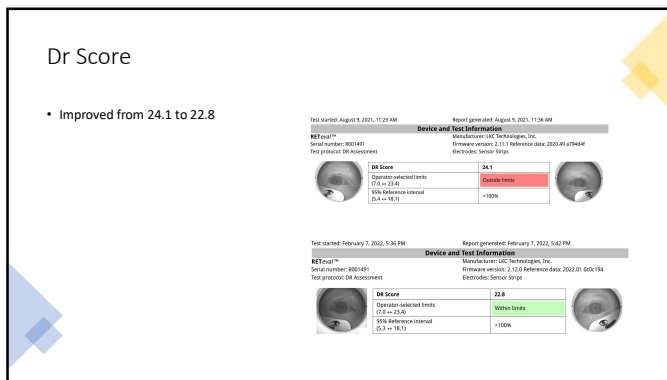 Dr Score
• Improved from 24.1 to 22.8
Test started: August 9, 2021, 11:29 AM Report generated: August 9, 2021, 11:36 AM
Device and Test Information
RETeval™ Manufacturer: LKC Technologies, Inc.
Serial number: R001491 Firmware version: 2.11.1 Reference data: 2020.49 a794d4f
Test protocol: DR Assessment Electrodes: Sensor Strips
DR Score 24.1
Operator-selected limits
(7.0 ↔ 23.4) Outside limits
95% Reference interval
(5.4 ↔ 18.1) >100%
Test started: February 7, 2022, 5:36 PM Report generated: February 7, 2022, 5:42 PM
Device and Test Information
RETeval™ Manufacturer: LKC Technologies, Inc.
Serial number: R001491 Firmware version: 2.12.0 Reference data: 2022.01 0c0c194
Test protocol: DR Assessment Electrodes: Sensor Strips
DR Score 22.8
Operator-selected limits
(7.0 ↔ 23.4) Within limits
95% Reference interval
(5.3 ↔ 18.1) >100%